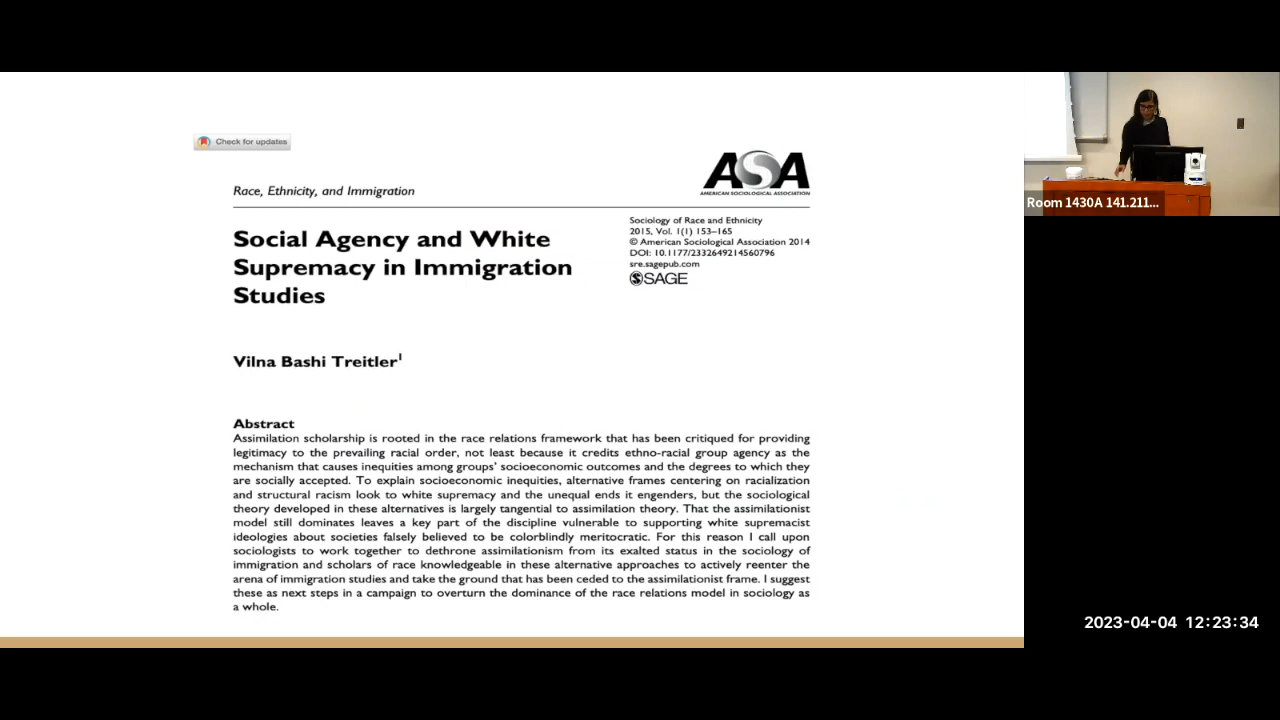 Check for updates
ASA
AMERICAN SOCIOLOGICAL ASSOCIATION
Race, Ethnicity, and Immigration
Social Agency and White
Supremacy in Immigration
Studies
Sociology of Race and Ethnicity
2015, Vol. 1(1) 153–165
© American Sociological Association 2014
DOI: 10.1177/2332649214560796
sre.sagepub.com
SAGE
Vilna Bashi Treitler1
Abstract
Assimilation scholarship is rooted in the race relations framework that has been critiqued for providing
legitimacy to the prevailing racial order, not least because it credits ethno-racial group agency as the
mechanism that causes inequities among groups' socioeconomic outcomes and the degrees to which they
are socially accepted. To explain socioeconomic inequities, alternative frames centering on racialization
and structural racism look to white supremacy and the unequal ends it engenders, but the sociological
theory developed in these alternatives is largely tangential to assimilation theory. That the assimilationist
model still dominates leaves a key part of the discipline vulnerable to supporting white supremacist
ideologies about societies falsely believed to be colorblindly meritocratic. For this reason I call upon
sociologists to work together to dethrone assimilationism from its exalted status in the sociology of
immigration and scholars of race knowledgeable in these alternative approaches to actively reenter the
arena of immigration studies and take the ground that has been ceded to the assimilationist frame. I suggest
these as next steps in a campaign to overturn the dominance of the race relations model in sociology as
a whole.
Room 1430A 141.211...
2023-04-04 12:23:34